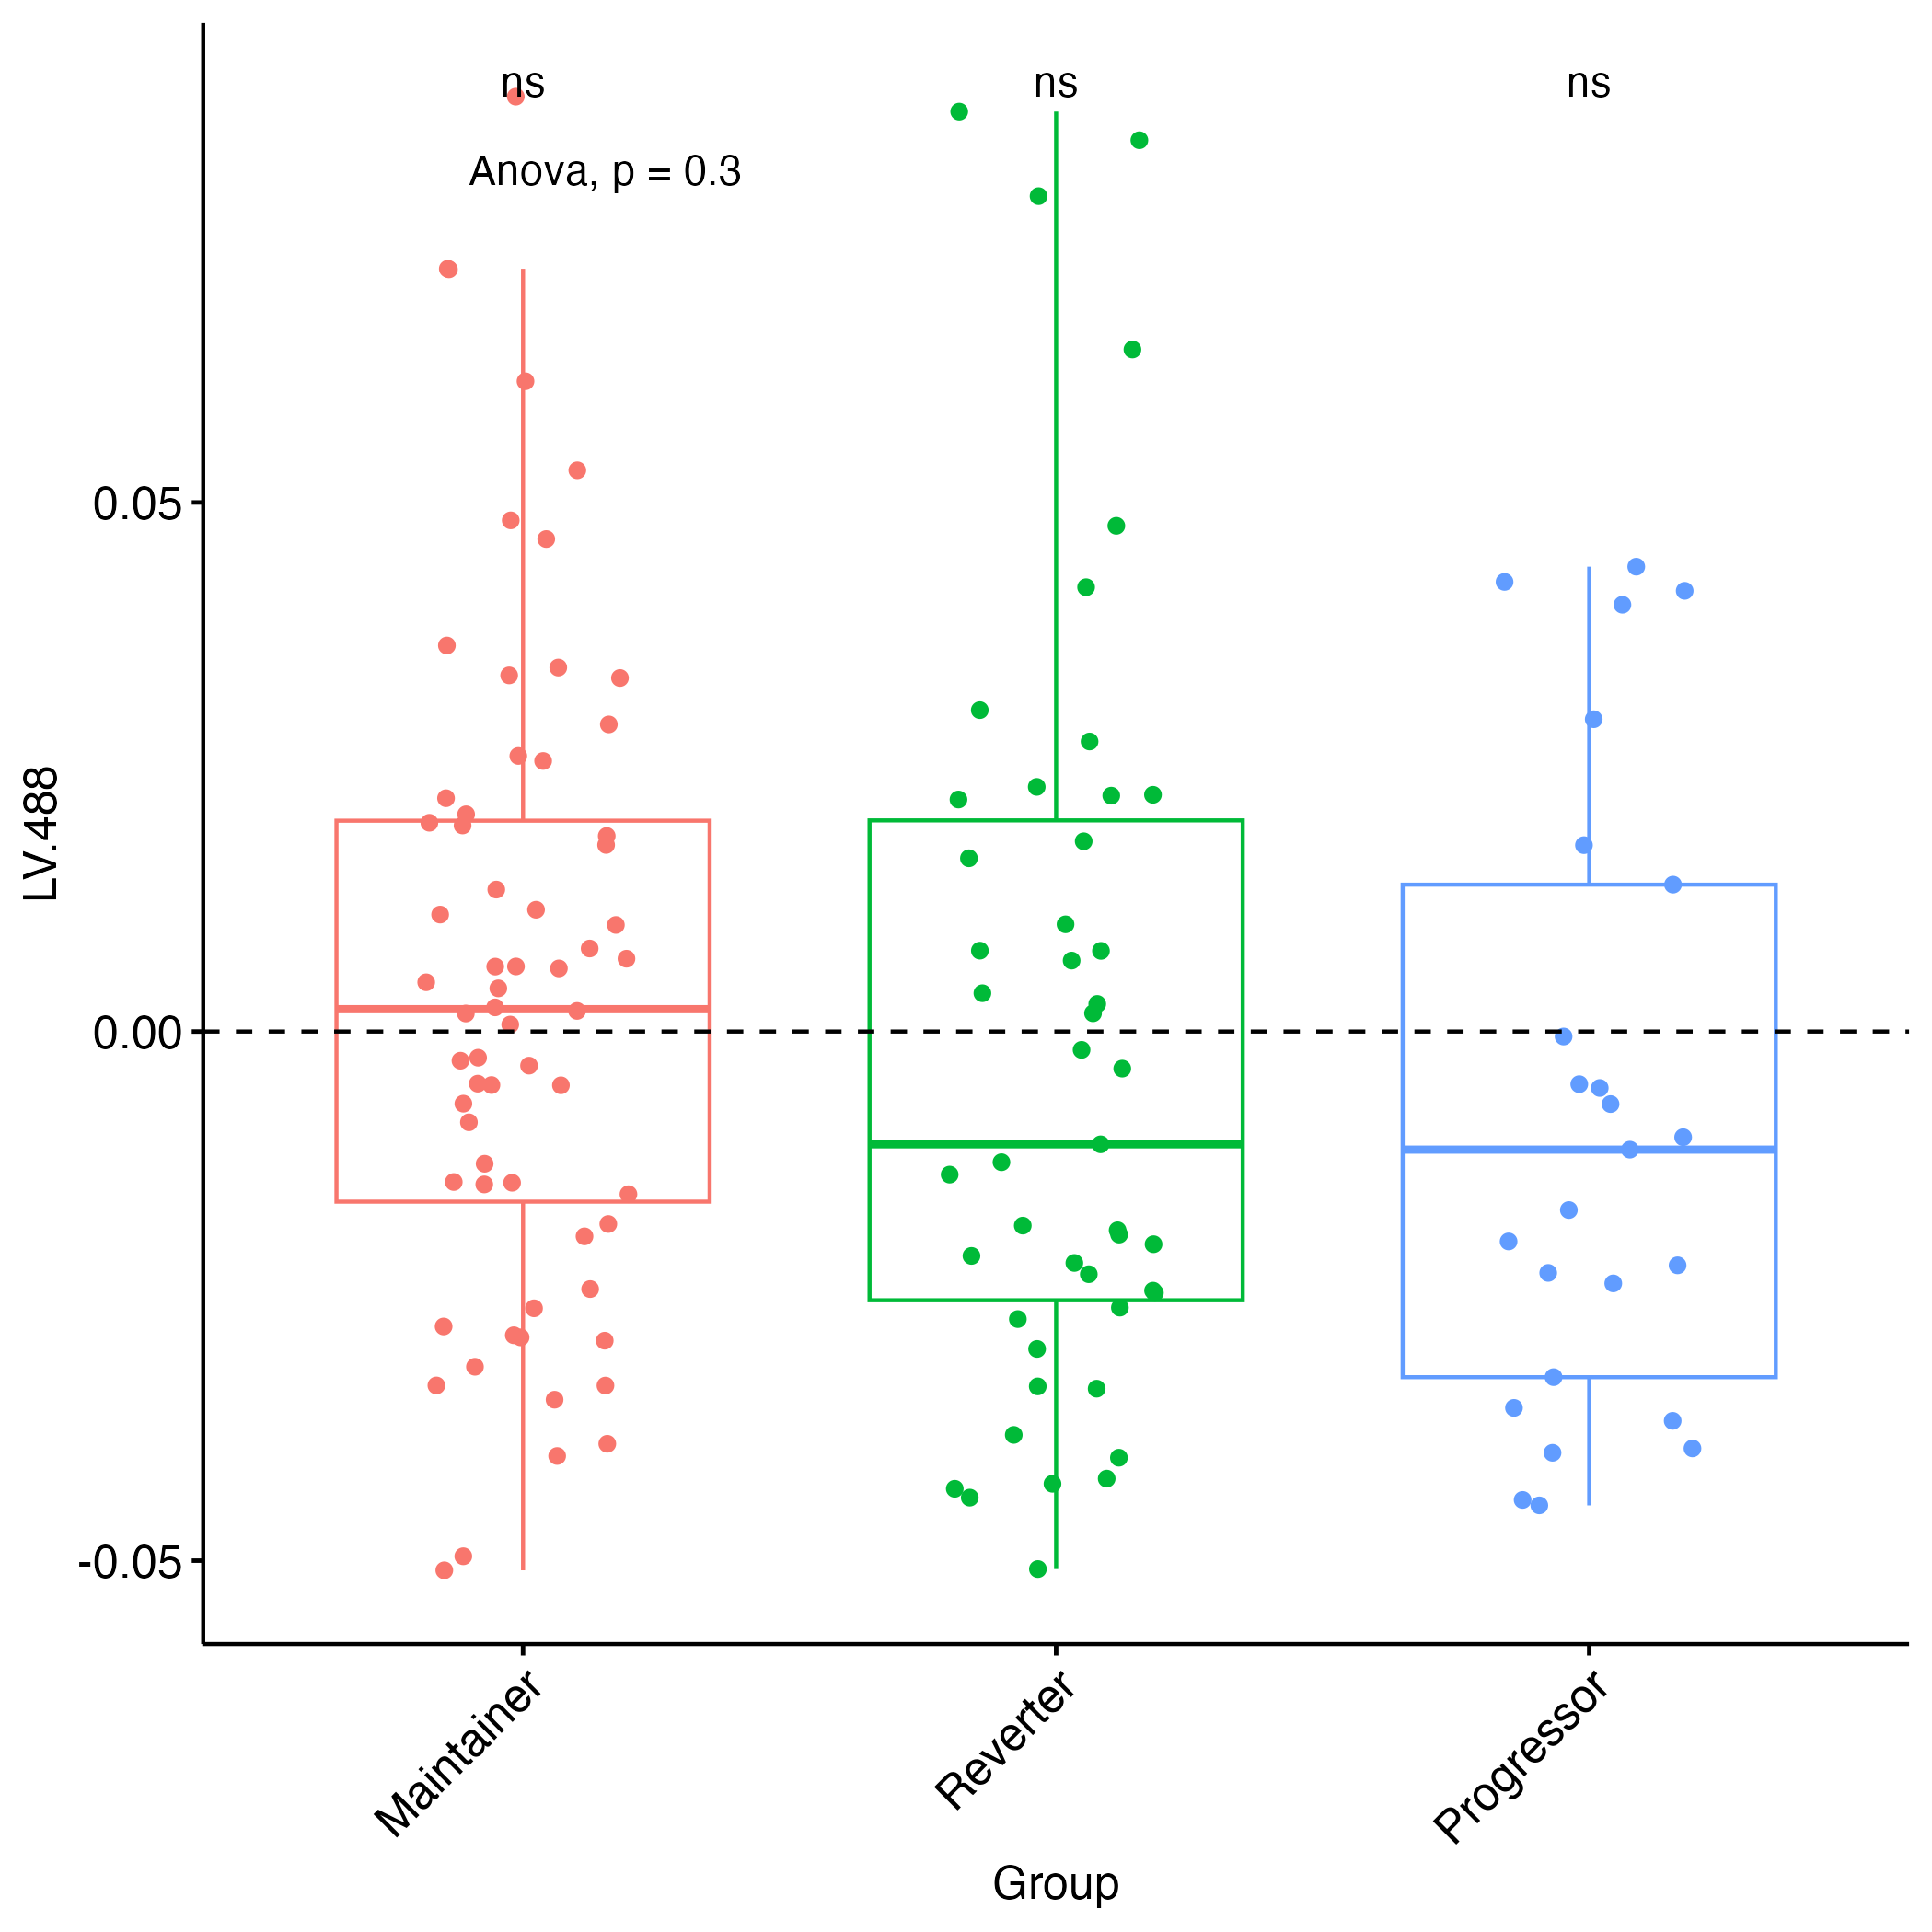 ns
ns
ns
Anova, p = 0.3
0.05
0.00
-0.05
LV.488
Maintainer
Reverter
Progressor
Group